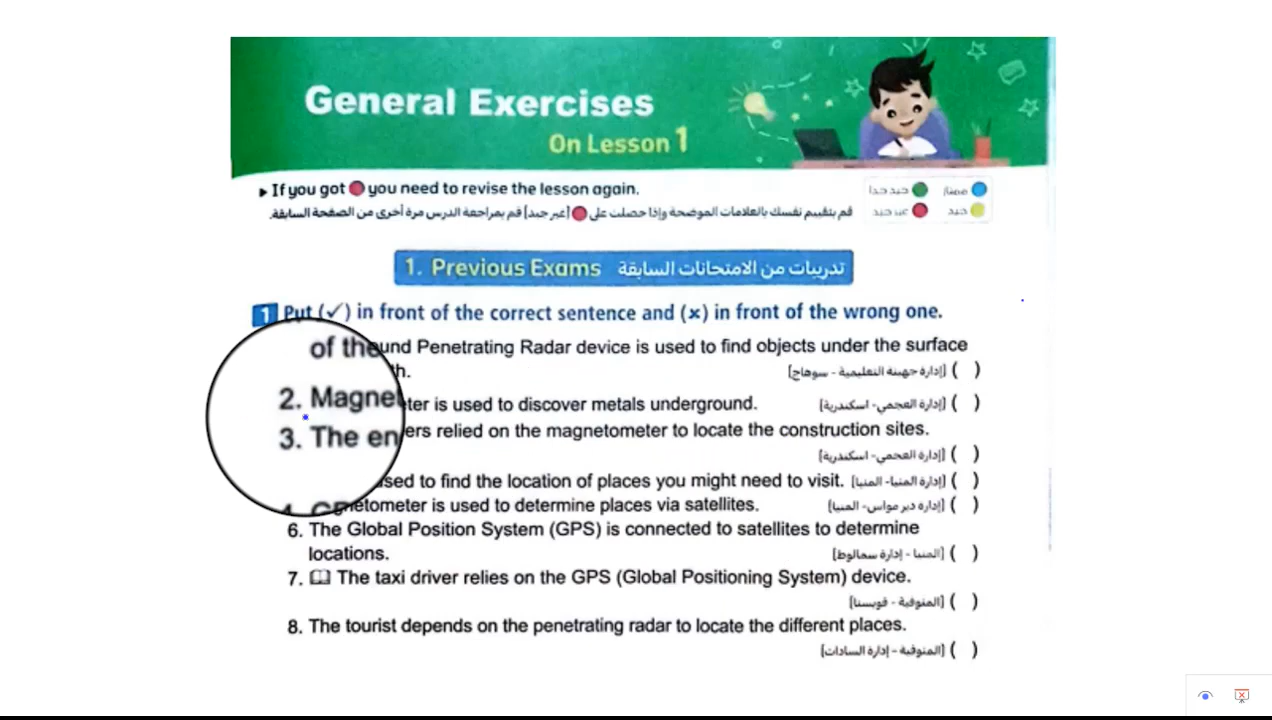 General Exercises
On Lesson 1
▸ If you got you need to revise the lesson again.
قم بتقييم نفسك بالعلامات الموضحة وإذا حصلت على [غير جيد] قم بمراجعة الدرس مرة أخرى من الصفحة السابقة.
ممتاز جيد جدا
جيد غير جيد
1. Previous Exams تدريبات من الامتحانات السابقة
1 Put (✓) in front of the correct sentence and (×) in front of the wrong one.
of the und Penetrating Radar device is used to find objects under the surface
th. [إدارة جهينة التعليمية - سوهاج] ( )
2. Magnet ter is used to discover metals underground. [إدارة العجمي- اسكندرية] ( )
3. The en ers relied on the magnetometer to locate the construction sites.
[إدارة العجمي- اسكندرية] ( )
sed to find the location of places you might need to visit. [إدارة المنيا- المنيا] ( )
netometer is used to determine places via satellites. [إدارة دير مواس- المنيا] ( )
6. The Global Position System (GPS) is connected to satellites to determine
locations. [المنيا - إدارة سمالوط] ( )
7. The taxi driver relies on the GPS (Global Positioning System) device.
[المنوفية - قويسنا] ( )
8. The tourist depends on the penetrating radar to locate the different places.
[المنوفية - إدارة السادات] ( )